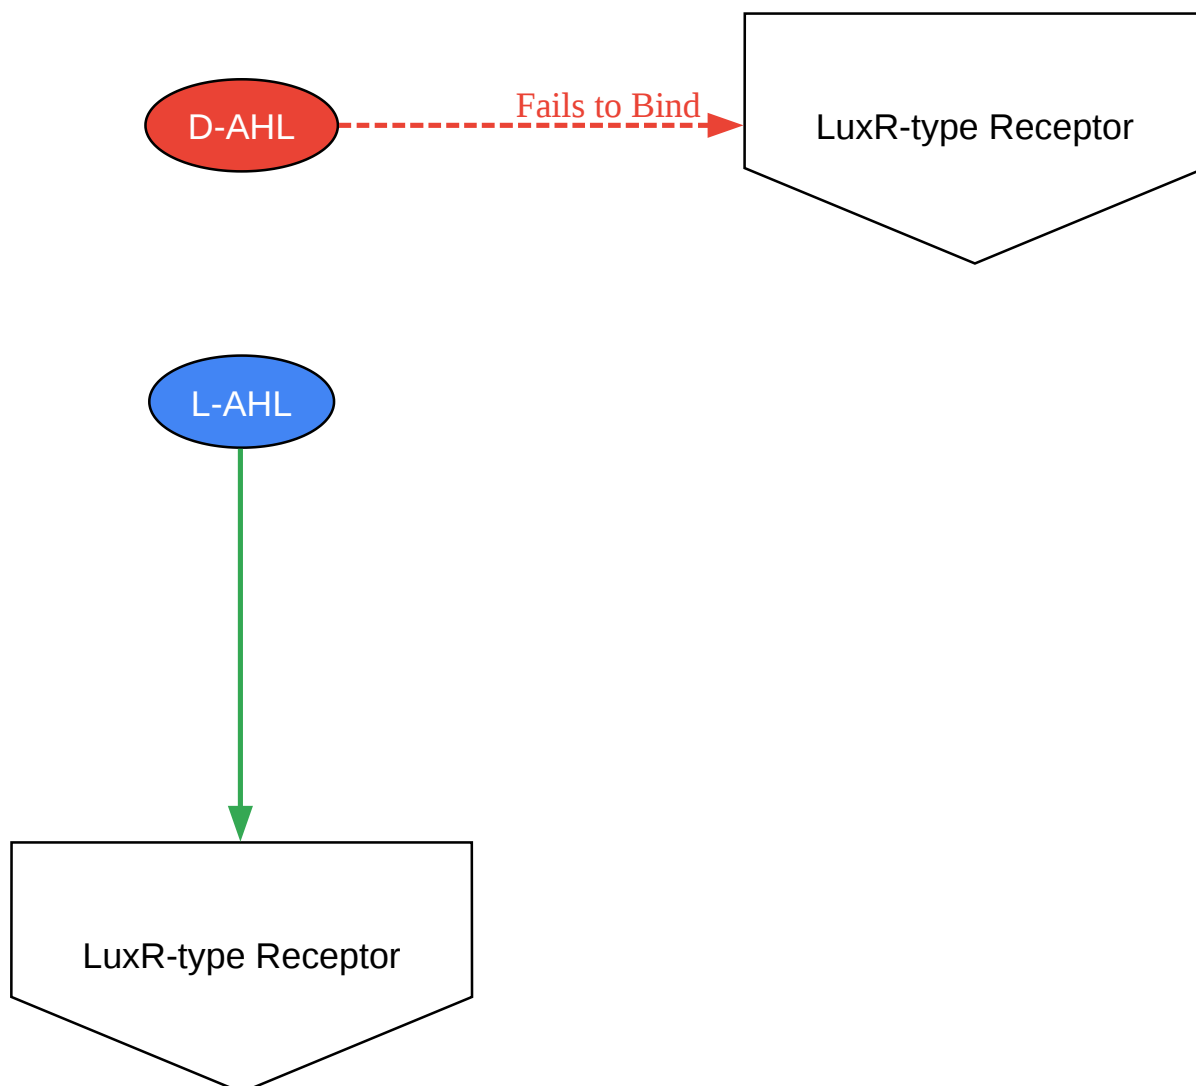 D-AHL
Fails to Bind
LuxR-type Receptor
L-AHL
LuxR-type Receptor